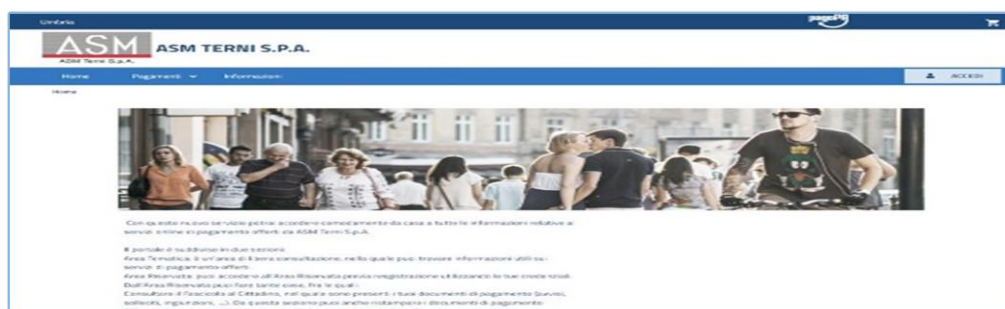 Umbria
pagoPA
ASM ASM TERNI S.P.A.
ASM Terni S.p.A.
Home Pagamenti Informazioni ACCEDI
Home
Con questo nuovo servizio potrai accedere comodamente da casa a tutte le informazioni relative ai
servizi online di pagamento offerti da ASM Terni S.p.A.
Il portale è suddiviso in due sezioni:
Area Tematica: è un'area di libera consultazione, nella quale puoi trovare informazioni utili sui
servizi di pagamento offerti.
Area Riservata: puoi accedere all'Area Riservata previa registrazione utilizzando le tue credenziali.
Dall'Area Riservata puoi fare tante cose, fra le quali:
Consultare il Fascicolo al Cittadino, nel quale sono presenti i tuoi documenti di pagamento (avvisi,
solleciti, ingiunzioni, ...). Da questa sezione puoi anche ristampare i documenti di pagamento